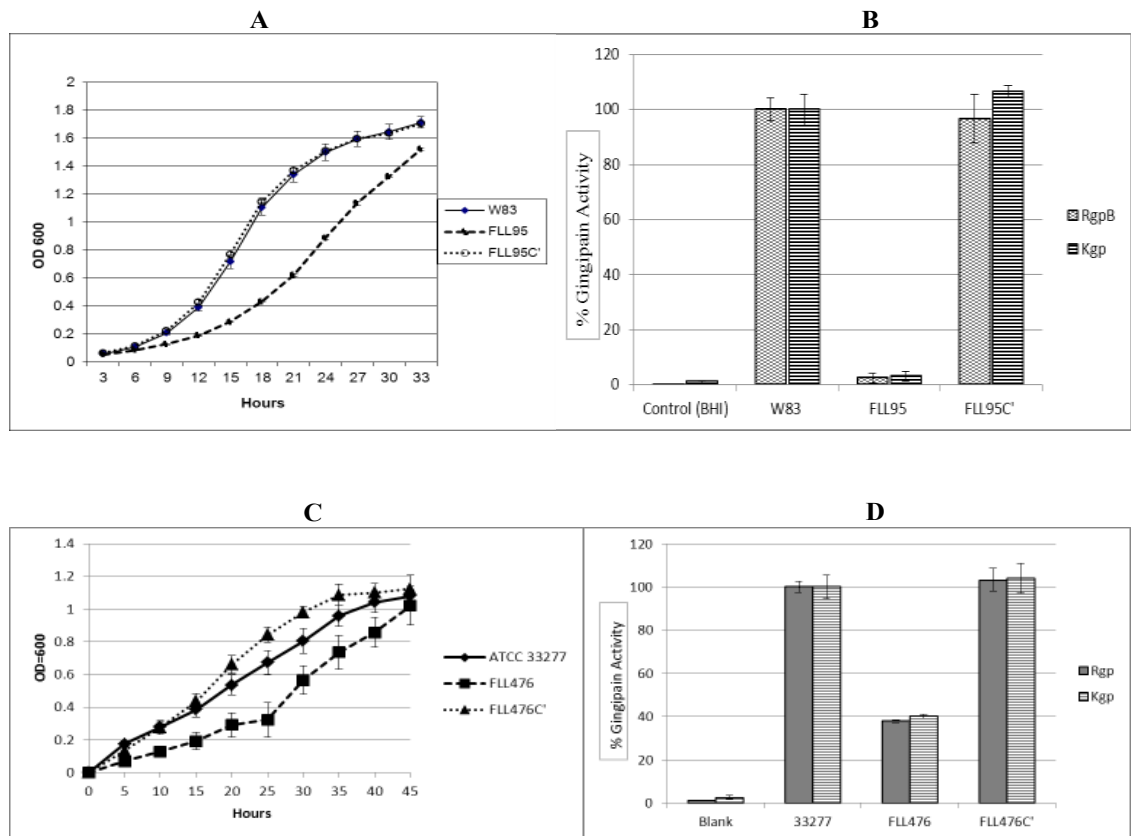 A
B
2
1.8
1.6
1.4
1.2
1
0.8
0.6
0.4
0.2
0
OD 600
3 6 9 12 15 18 21 24 27 30 33
Hours
W83
FLL95
FLL95C'
120
100
80
60
40
20
0
% Gingipain Activity
Control (BHI) W83 FLL95 FLL95C'
RgpB
Kgp
C
D
1.4
1.2
1
0.8
0.6
0.4
0.2
0
OD=600
0 5 10 15 20 25 30 35 40 45
Hours
ATCC 33277
FLL476
FLL476C'
120
100
80
60
40
20
0
% Gingipain Activity
Blank 33277 FLL476 FLL476C'
Rgp
Kgp